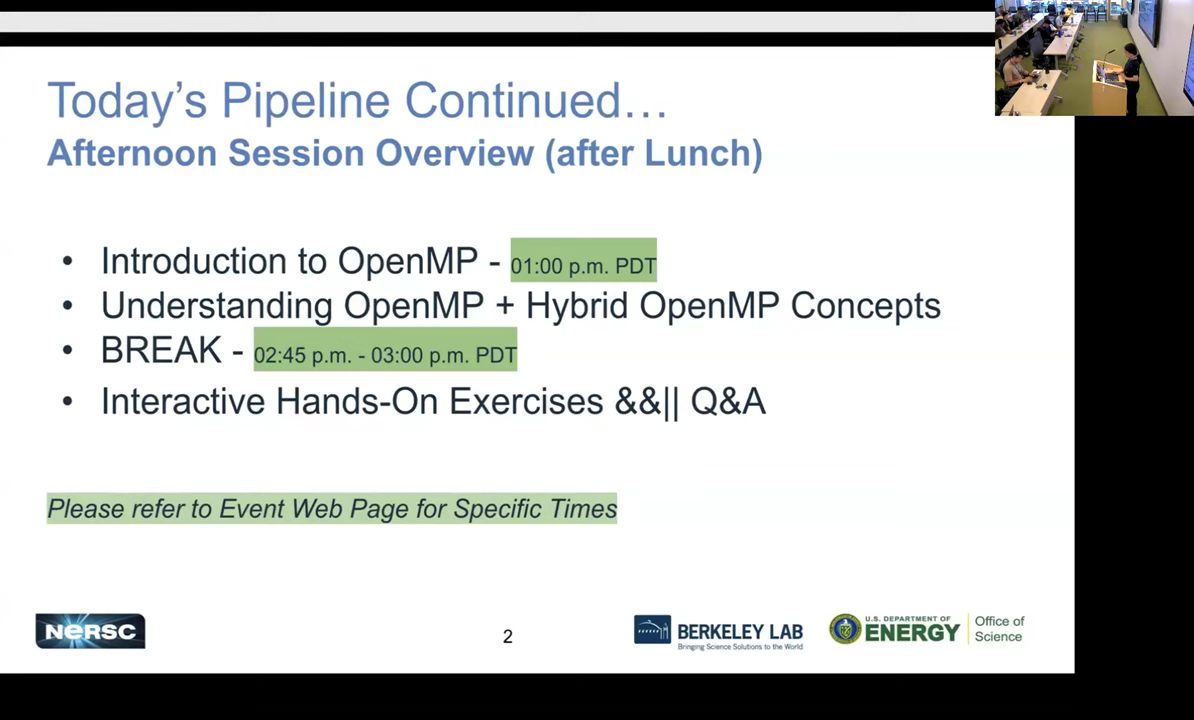 Today's Pipeline Continued...
Afternoon Session Overview (after Lunch)
• Introduction to OpenMP - 01:00 p.m. PDT
• Understanding OpenMP + Hybrid OpenMP Concepts
• BREAK - 02:45 p.m. - 03:00 p.m. PDT
• Interactive Hands-On Exercises &&|| Q&A
Please refer to Event Web Page for Specific Times
NERSC
2
BERKELEY LAB
Bringing Science Solutions to the World
U.S. DEPARTMENT OF
ENERGY
Office of
Science